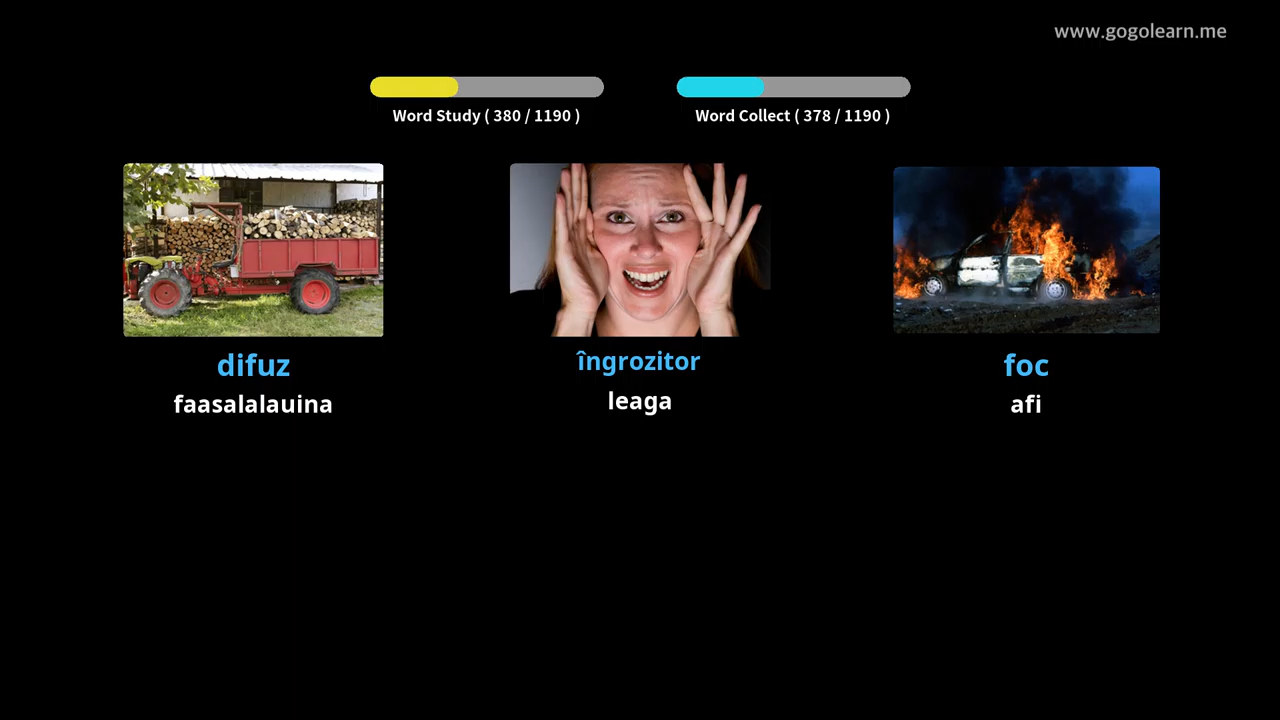 www.gogolearn.me
Word Study ( 380 / 1190 )
Word Collect ( 378 / 1190 )
difuz
faasalalauina
îngrozitor
leaga
foc
afi